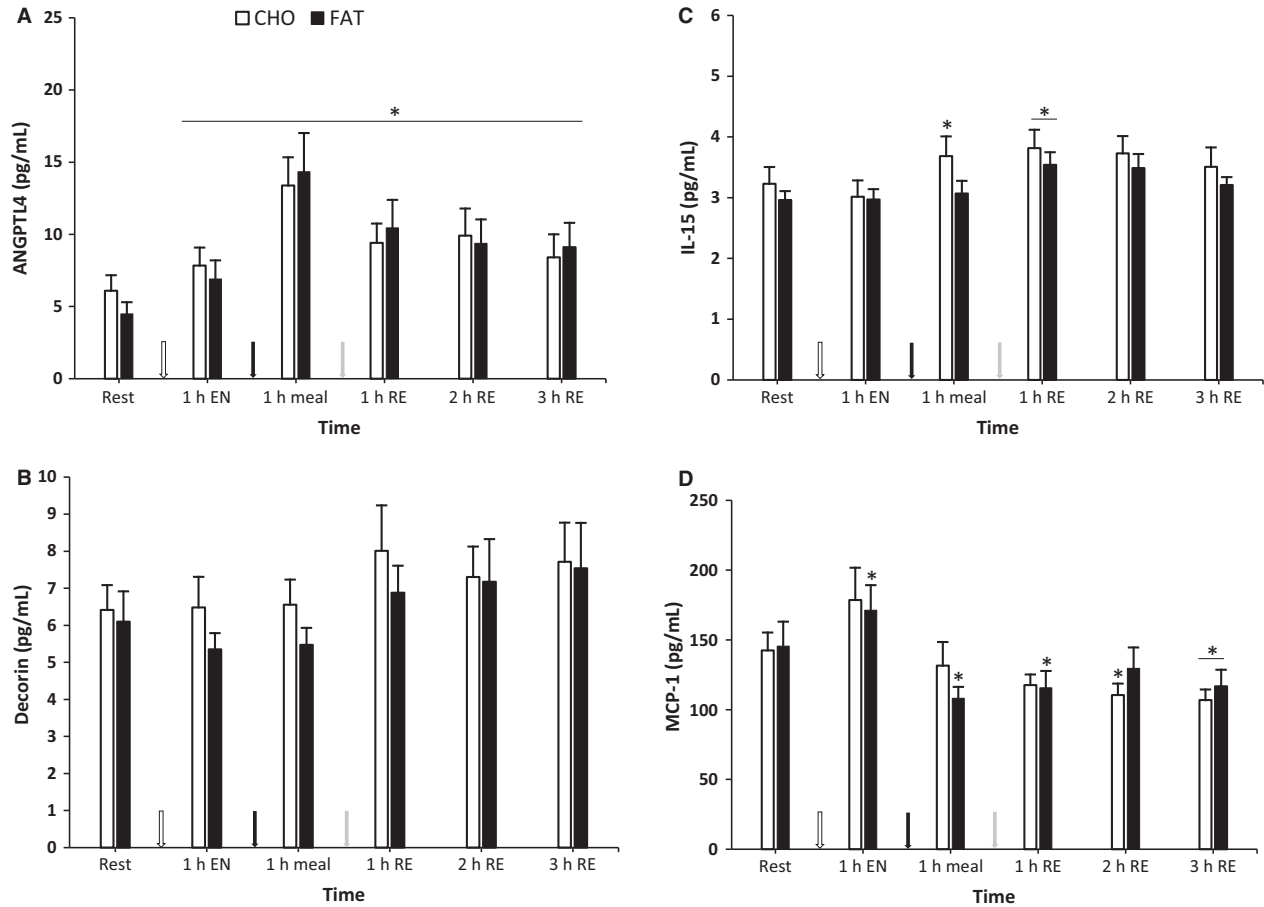 A
CHO FAT
ANGPTL4 (pg/mL)
25
20
15
10
5
0
*
Rest 1 h EN 1 h meal 1 h RE 2 h RE 3 h RE
Time
B
Decorin (pg/mL)
10
9
8
7
6
5
4
3
2
1
0
Rest 1 h EN 1 h meal 1 h RE 2 h RE 3 h RE
Time
C
IL-15 (pg/mL)
6
5
4
3
2
1
0
* *
Rest 1 h EN 1 h meal 1 h RE 2 h RE 3 h RE
Time
D
MCP-1 (pg/mL)
250
200
150
100
50
0
* * * * *
Rest 1 h EN 1 h meal 1 h RE 2 h RE 3 h RE
Time